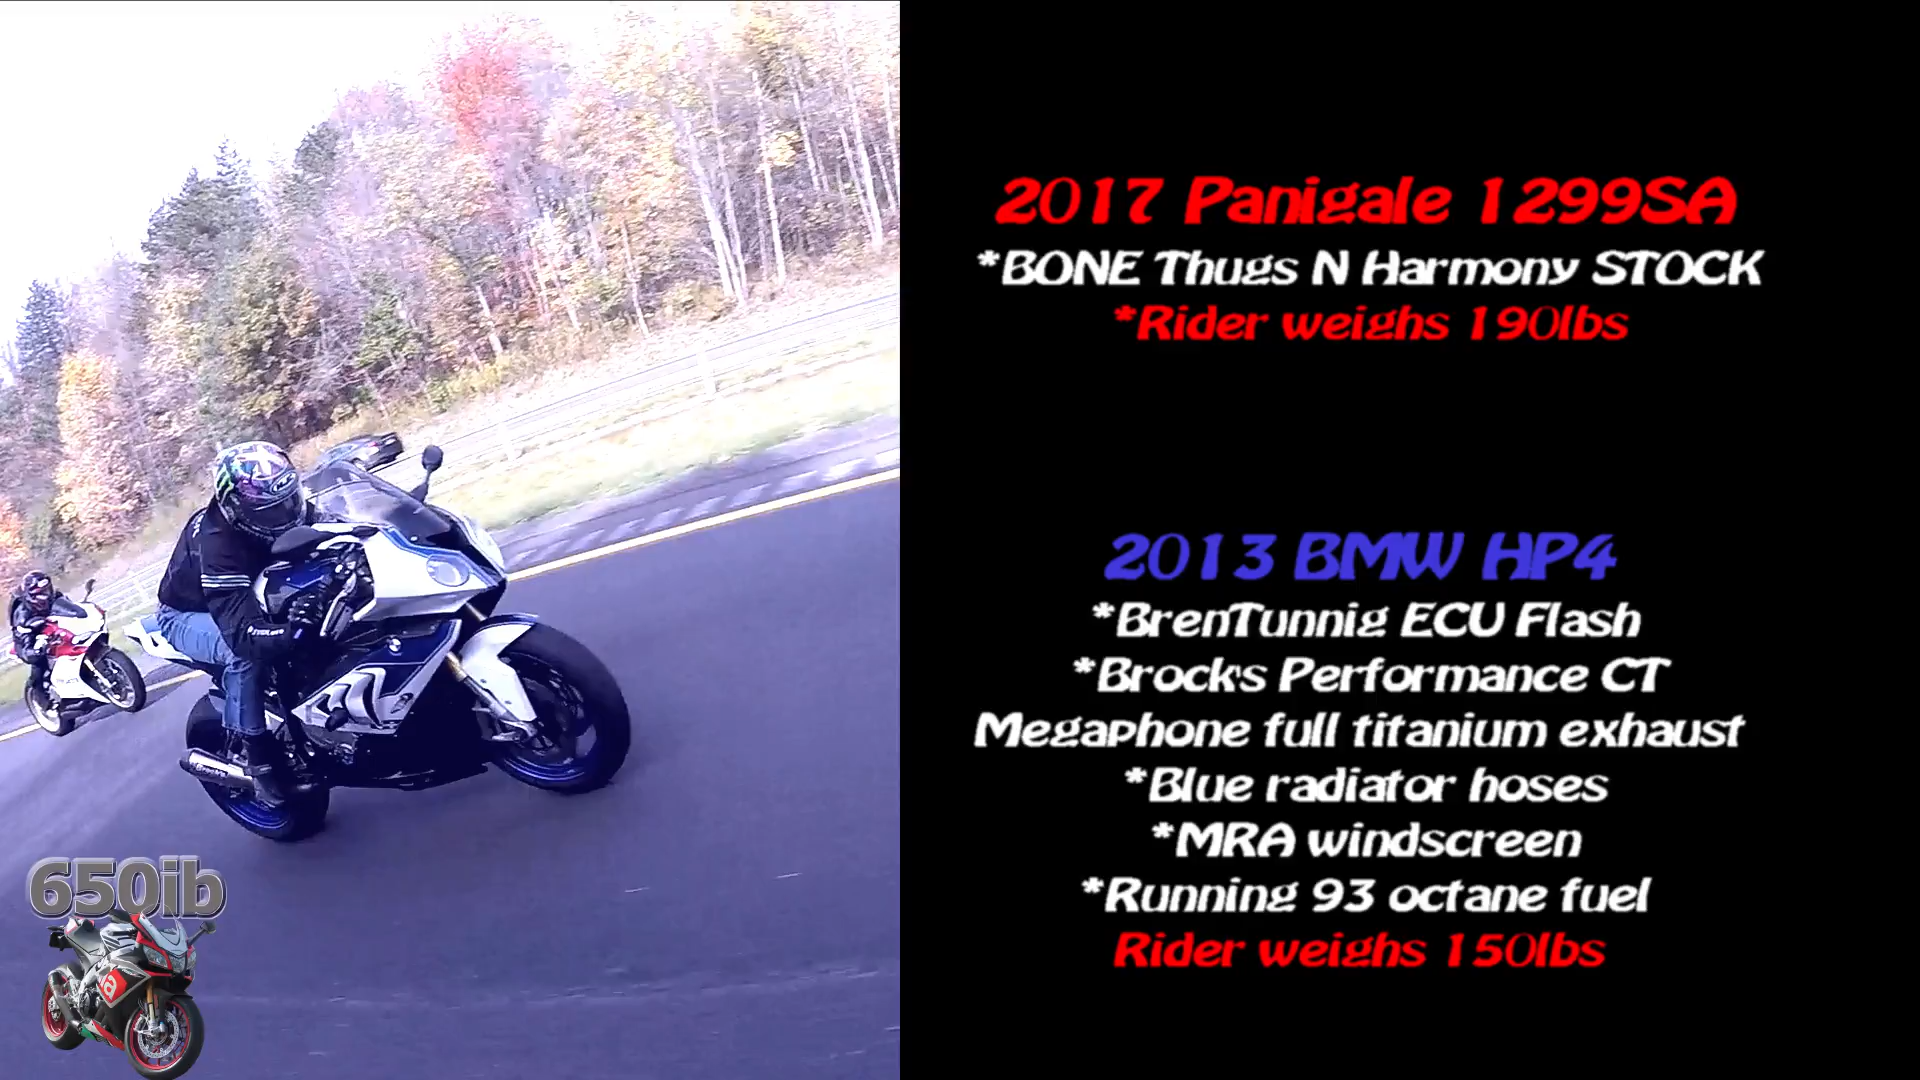 2017 Panigale 1299SA
*BONE Thugs N Harmony STOCK
*Rider weighs 190lbs
2013 BMW HP4
*BrenTunnig ECU Flash
*Brock's Performance CT
Megaphone full titanium exhaust
*Blue radiator hoses
*MRA windscreen
*Running 93 octane fuel
Rider weighs 150lbs
Brock's
650ib